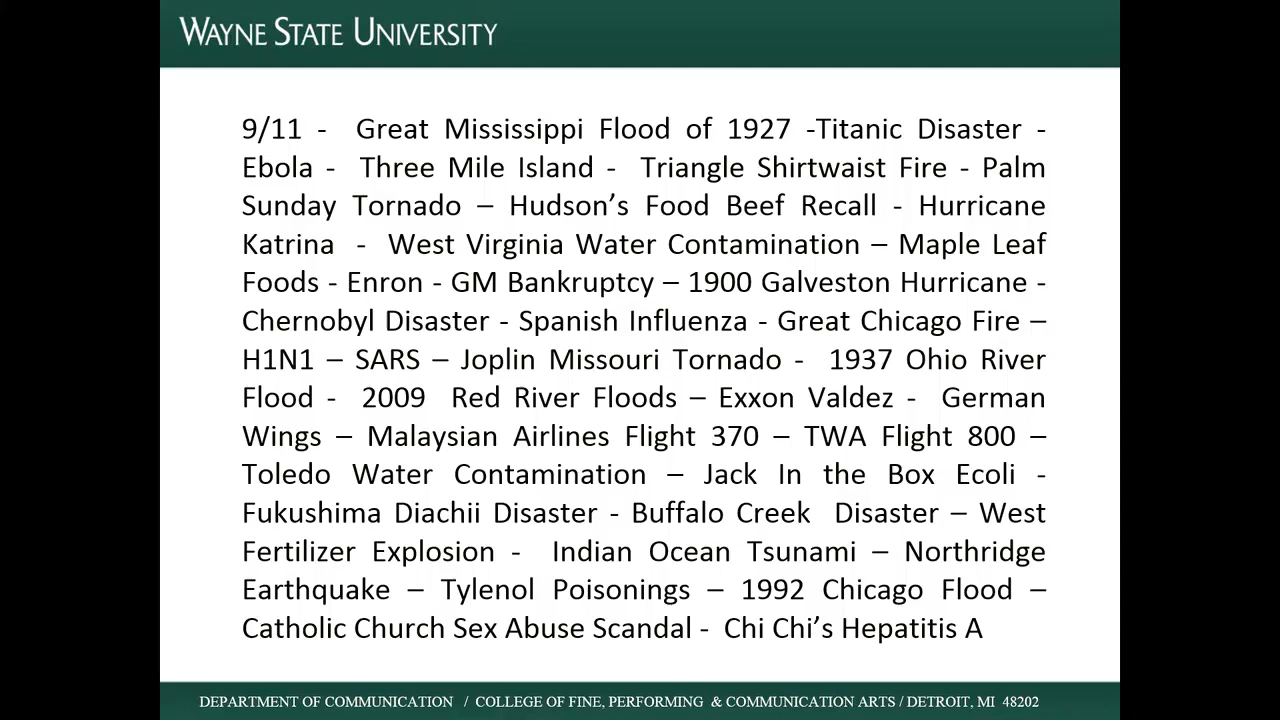 WAYNE STATE UNIVERSITY
9/11 - Great Mississippi Flood of 1927 -Titanic Disaster -
Ebola - Three Mile Island - Triangle Shirtwaist Fire - Palm
Sunday Tornado – Hudson’s Food Beef Recall - Hurricane
Katrina - West Virginia Water Contamination – Maple Leaf
Foods - Enron - GM Bankruptcy – 1900 Galveston Hurricane -
Chernobyl Disaster - Spanish Influenza - Great Chicago Fire –
H1N1 – SARS – Joplin Missouri Tornado - 1937 Ohio River
Flood - 2009 Red River Floods – Exxon Valdez - German
Wings – Malaysian Airlines Flight 370 – TWA Flight 800 –
Toledo Water Contamination – Jack In the Box Ecoli -
Fukushima Diachii Disaster - Buffalo Creek Disaster – West
Fertilizer Explosion - Indian Ocean Tsunami – Northridge
Earthquake – Tylenol Poisonings – 1992 Chicago Flood –
Catholic Church Sex Abuse Scandal - Chi Chi’s Hepatitis A
DEPARTMENT OF COMMUNICATION / COLLEGE OF FINE, PERFORMING & COMMUNICATION ARTS / DETROIT, MI 48202